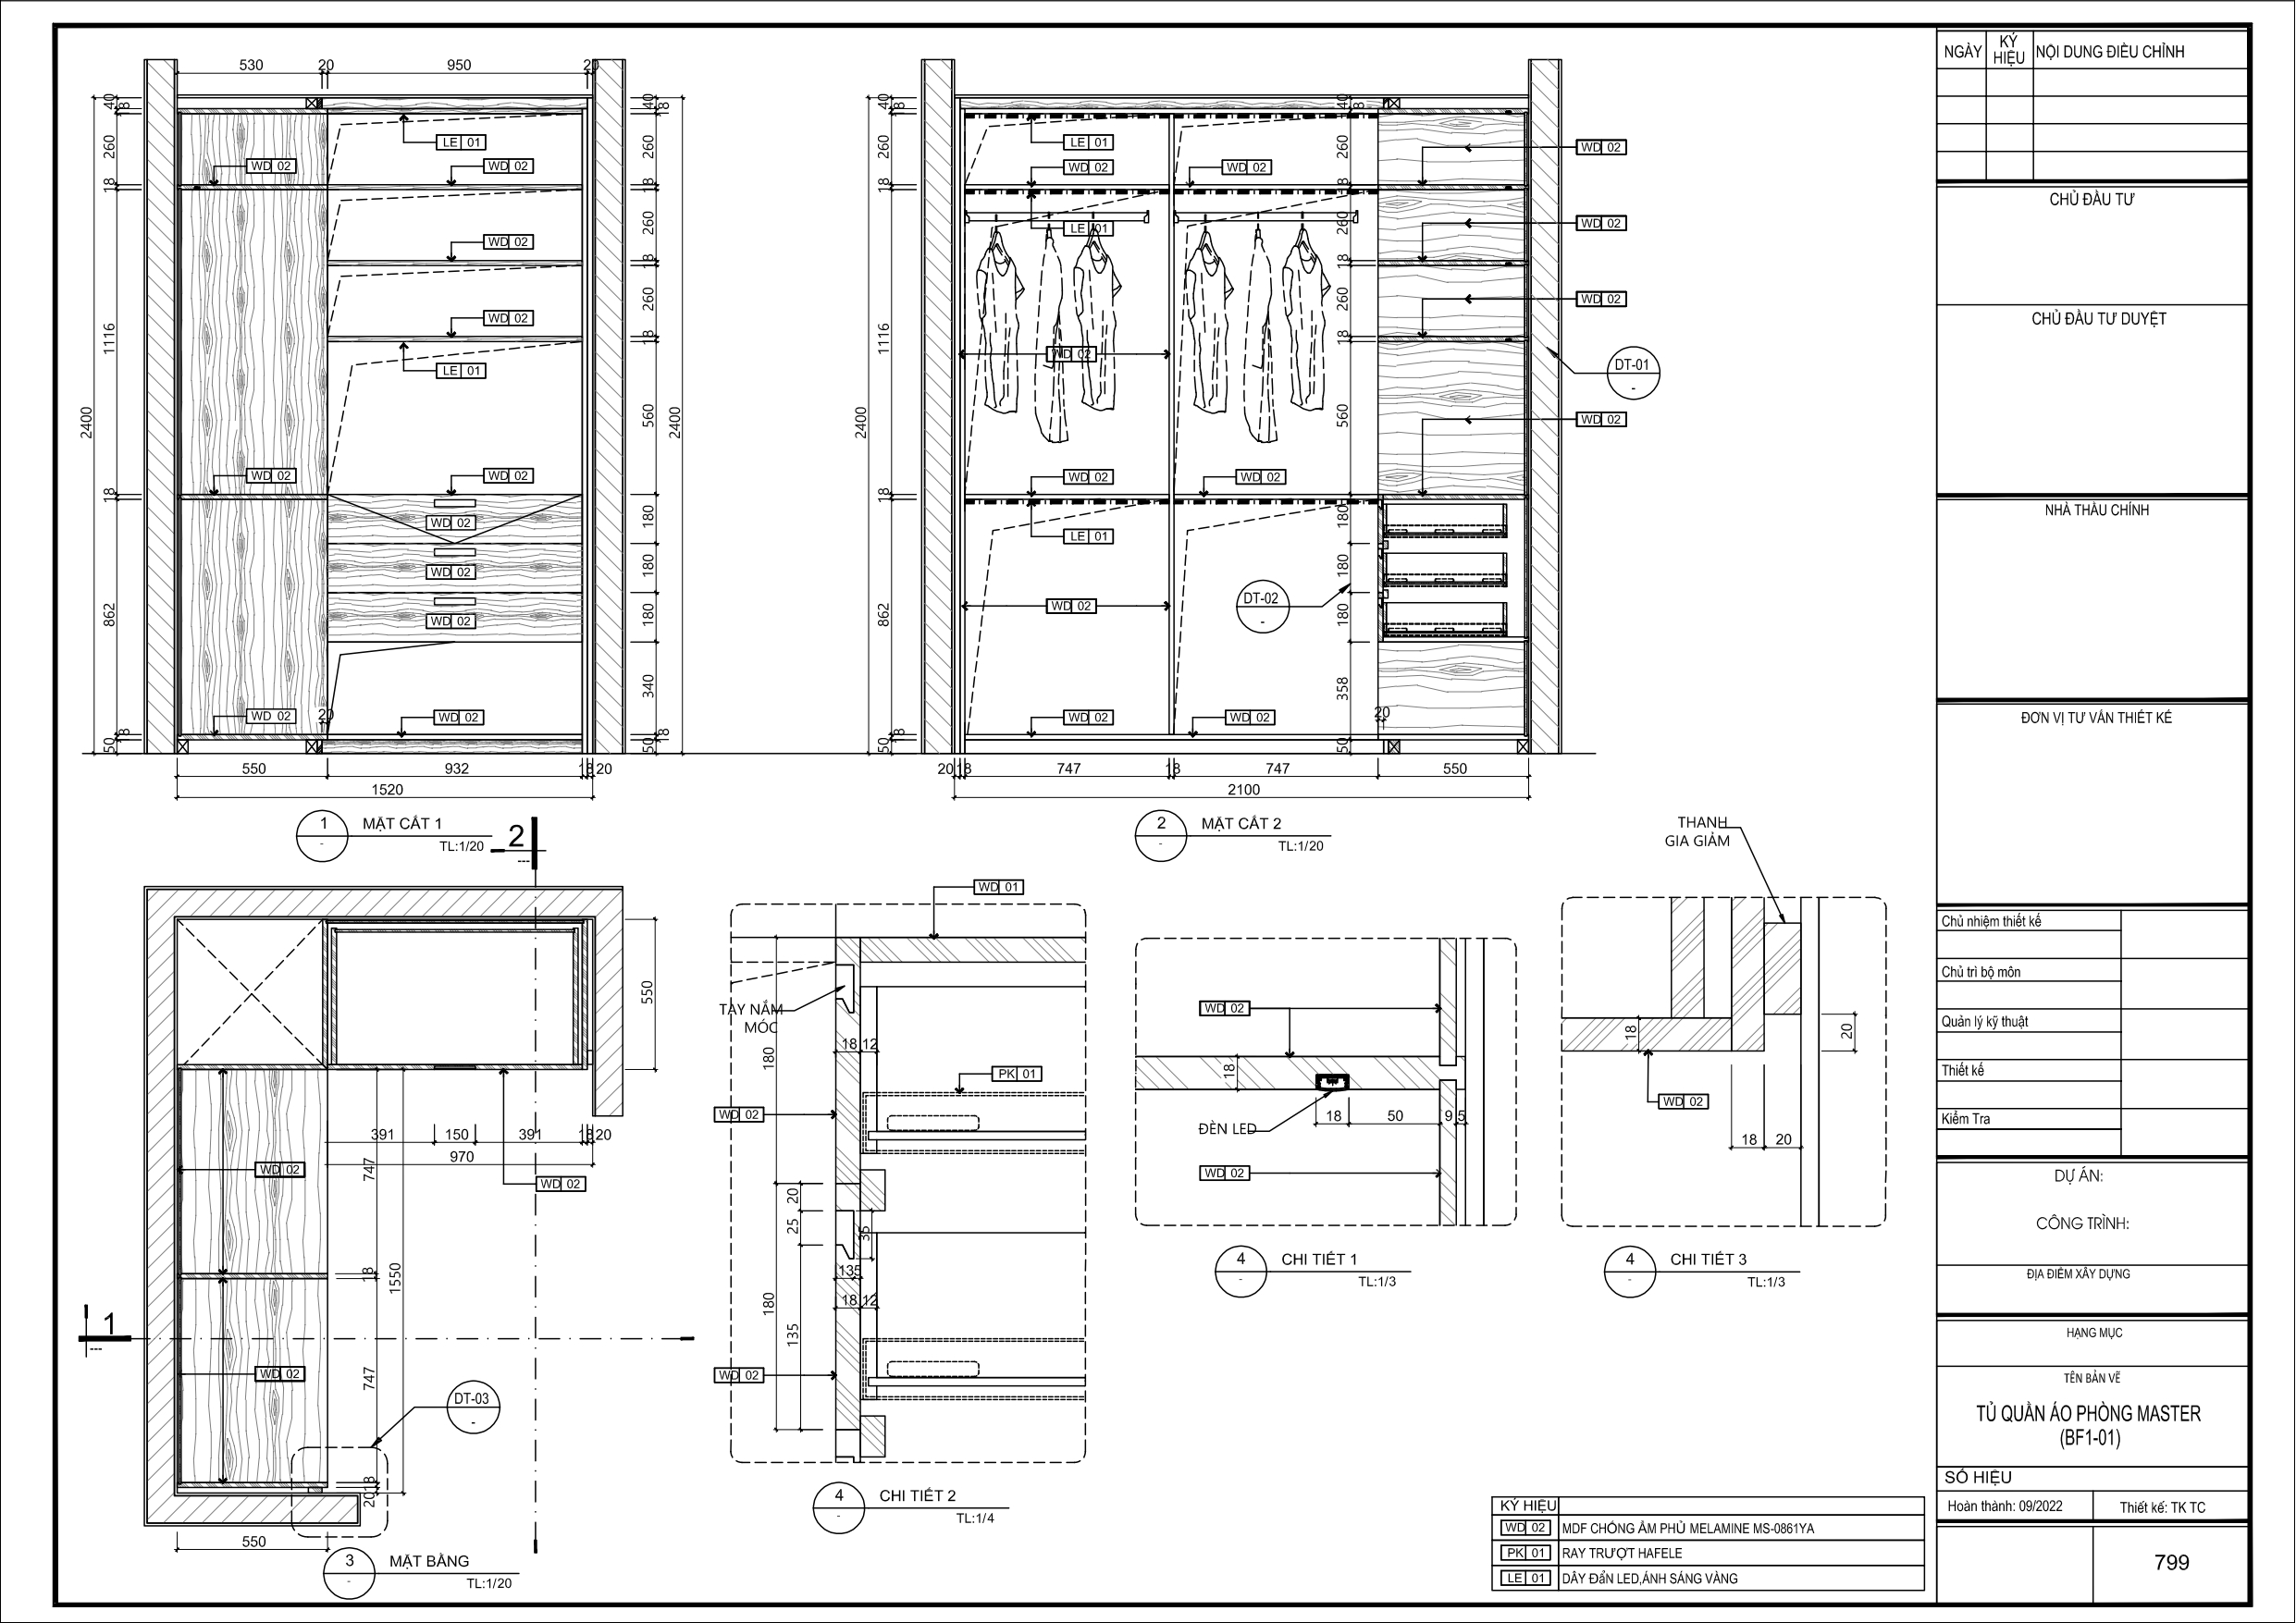 530 20 950 20
40
18
260
18
1116
18
862
18
50
2400
LE 01
WD 02
WD 02
WD 02
WD 02
LE 01
WD 02
WD 02
WD 02
WD 02
WD 02
WD 02
20
WD 02
40
18
260
18
260
18
260
18
560
180
180
180
340
18
50
2400
550 932 18 20
1520
1
-
MẶT CẮT 1
TL:1/20
40
18
260
18
1116
18
862
18
50
2400
LE 01
WD 02
WD 02
LE 01
WD 02
WD 02
WD 02
LE 01
WD 02
WD 02
WD 02
40
18
260
18
260
18
260
18
560
180
180
180
358
50
20
WD 02
WD 02
WD 02
WD 02
DT-01
-
DT-02
-
20 18 747 18 747 550
2100
2
-
MẶT CẮT 2
TL:1/20
2
---
550
391 150 391 18 20
970
WD 02
WD 02
WD 02
747
18
747
18
20
1550
1
---
DT-03
-
550
3
-
MẶT BẰNG
TL:1/20
WD 01
TAY NẮM
MÓC
180
18 12
PK 01
WD 02
20
25
35
135
18 12
180
135
WD 02
4
-
CHI TIẾT 2
TL:1/4
WD 02
18
18 50 9 5
ĐÈN LED
WD 02
4
-
CHI TIẾT 1
TL:1/3
THANH
GIA GIẢM
18
20
WD 02
18 20
4
-
CHI TIẾT 3
TL:1/3
KÝ HIỆU
WD 02 MDF CHỐNG ẨM PHỦ MELAMINE MS-0861YA
PK 01 RAY TRƯỢT HAFELE
LE 01 DÂY ĐẨN LED,ÁNH SÁNG VÀNG
NGÀY KÝ HIỆU NỘI DUNG ĐIỀU CHỈNH
CHỦ ĐẦU TƯ
CHỦ ĐẦU TƯ DUYỆT
NHÀ THẦU CHÍNH
ĐƠN VỊ TƯ VẤN THIẾT KẾ
Chủ nhiệm thiết kế
Chủ trì bộ môn
Quản lý kỹ thuật
Thiết kế
Kiểm Tra
DỰ ÁN:
CÔNG TRÌNH:
ĐỊA ĐIỂM XÂY DỰNG
HẠNG MỤC
TÊN BẢN VẼ
TỦ QUẦN ÁO PHÒNG MASTER
(BF1-01)
SỐ HIỆU
Hoàn thành: 09/2022 Thiết kế: TK TC
799